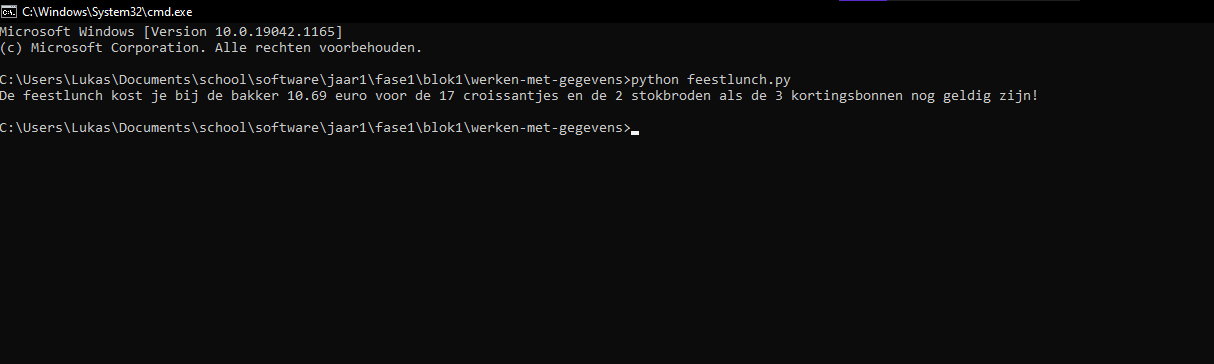 C:\Windows\System32\cmd.exe
Microsoft Windows [Version 10.0.19042.1165]
(c) Microsoft Corporation. Alle rechten voorbehouden.
C:\Users\Lukas\Documents\school\software\jaar1\fase1\blok1\werken-met-gegevens>python feestlunch.py
De feestlunch kost je bij de bakker 10.69 euro voor de 17 croissantjes en de 2 stokbroden als de 3 kortingsbonnen nog geldig zijn!
C:\Users\Lukas\Documents\school\software\jaar1\fase1\blok1\werken-met-gegevens>